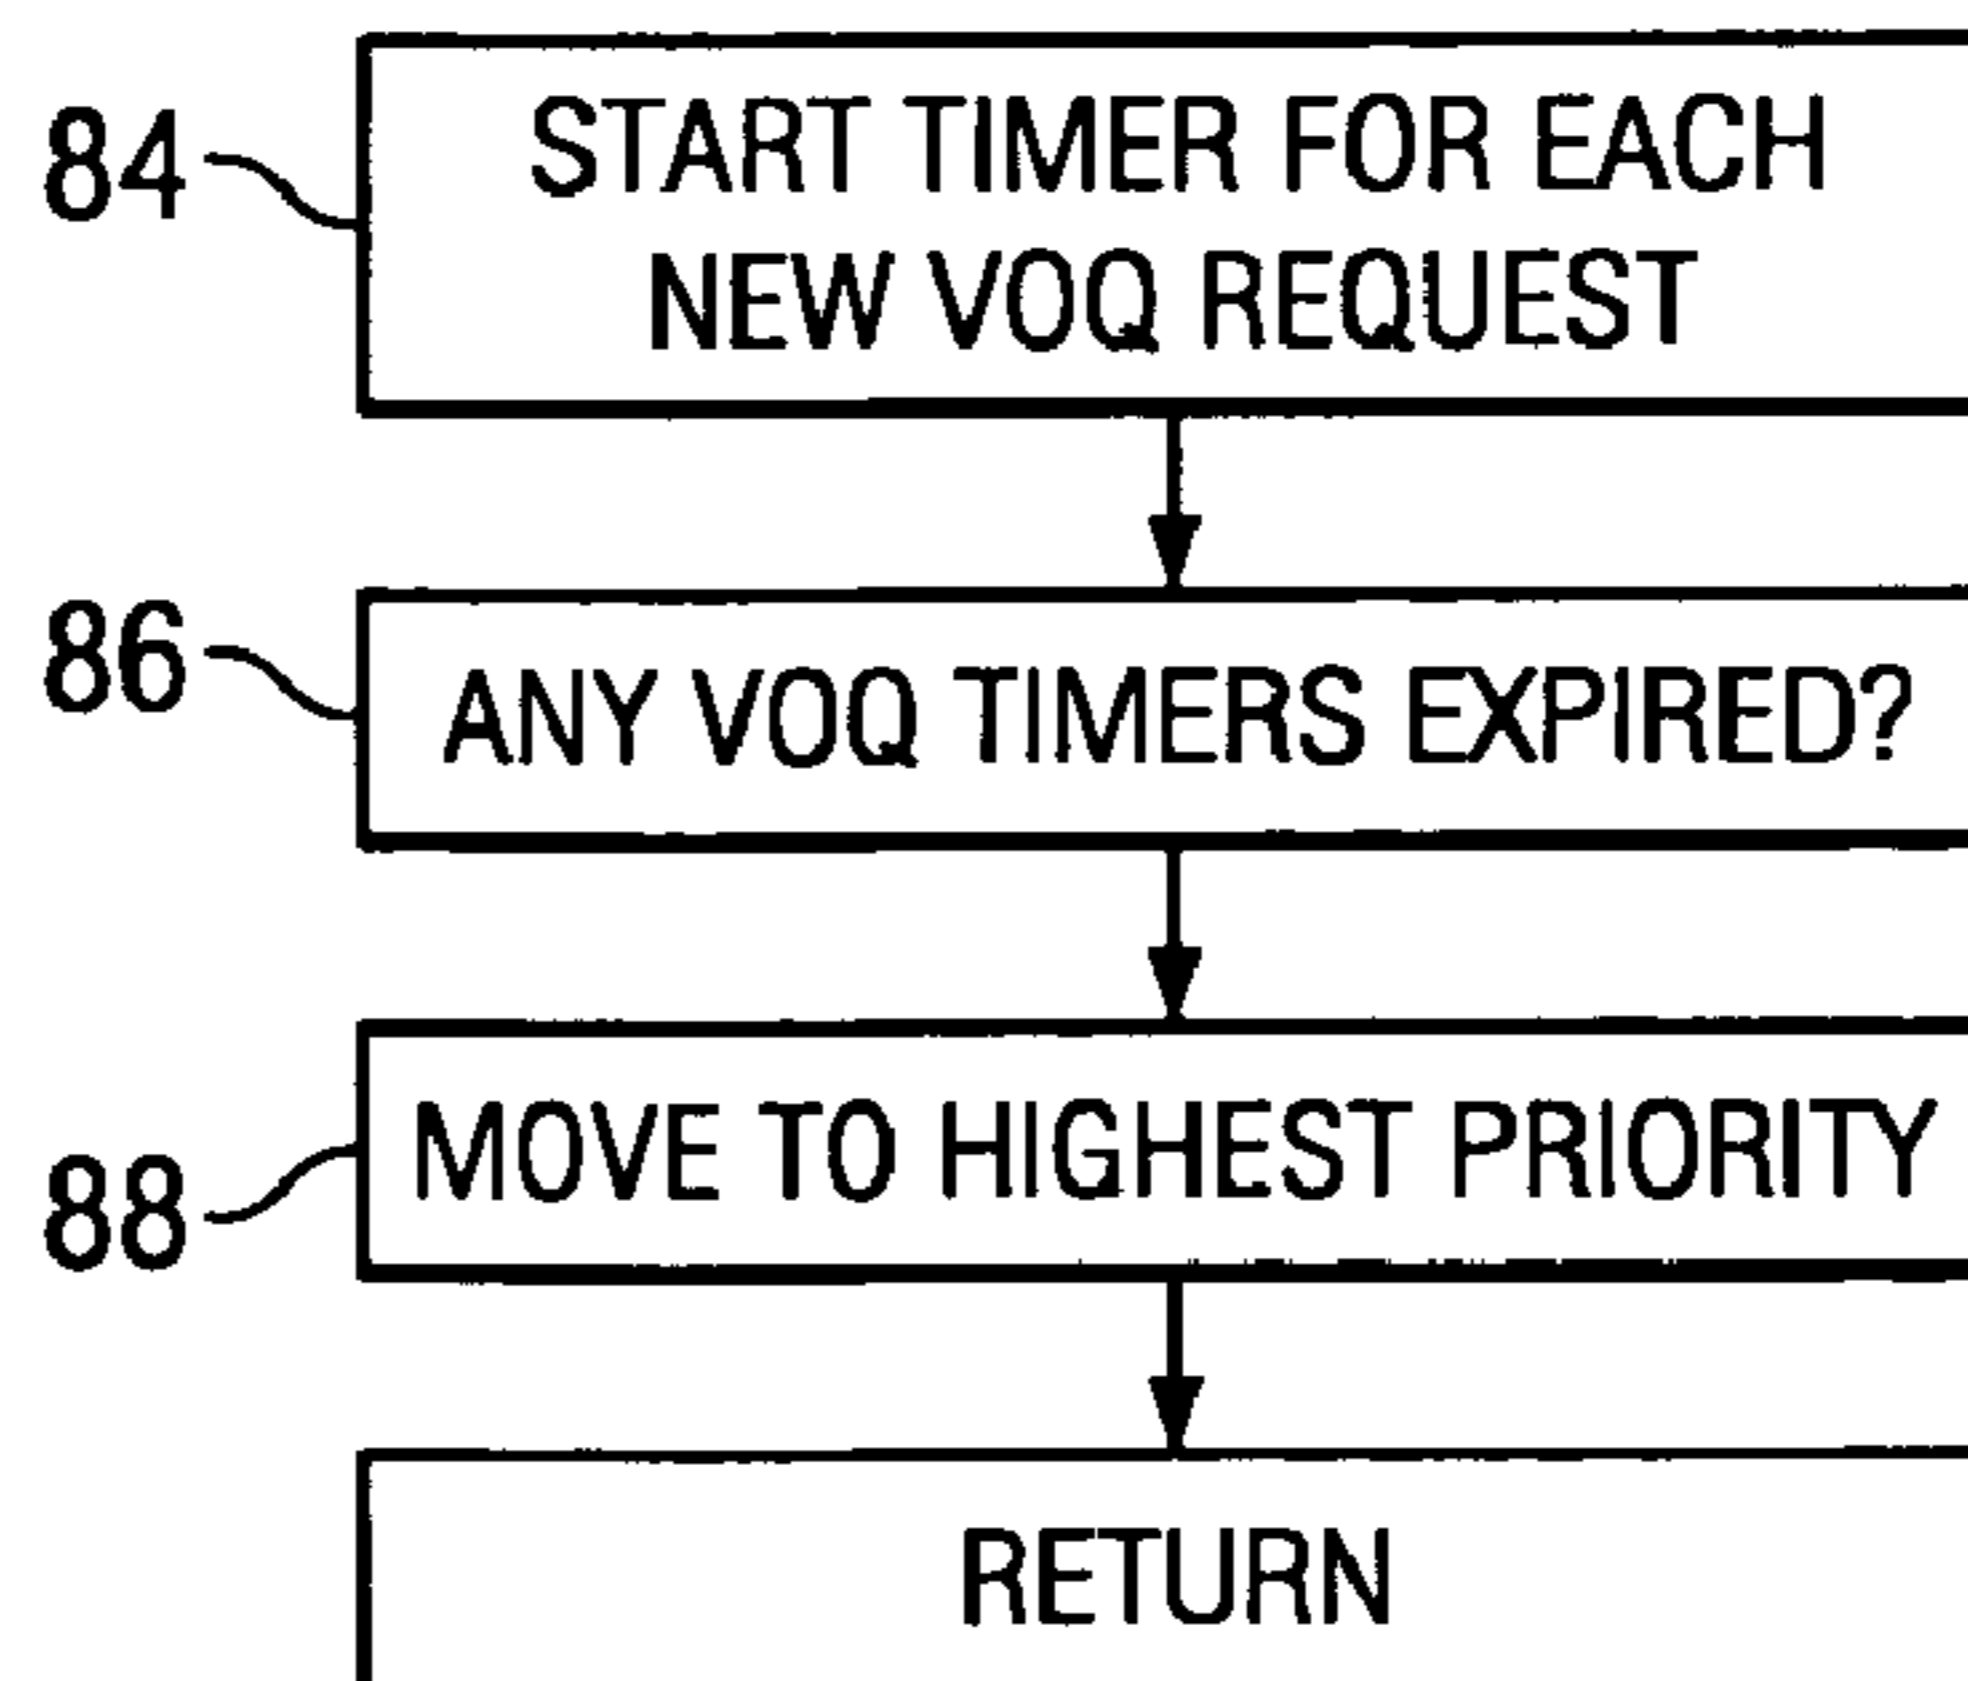 84
START TIMER FOR EACH
NEW VOQ REQUEST
86
ANY VOQ TIMERS EXPIRED?
88
MOVE TO HIGHEST PRIORITY
RETURN